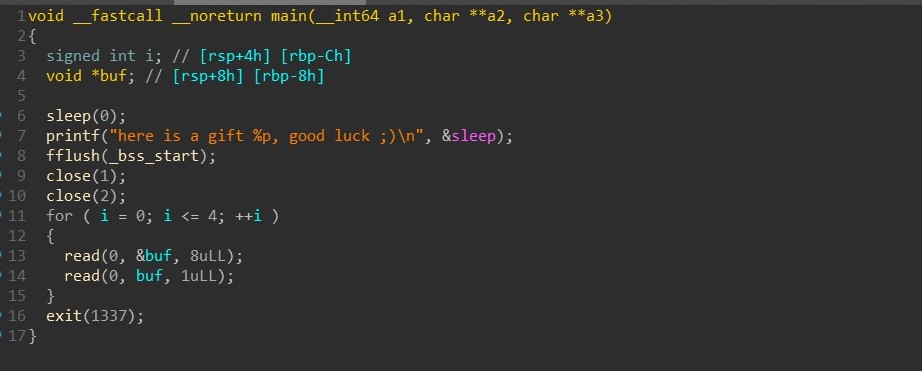 1 void __fastcall __noreturn main(__int64 a1, char **a2, char **a3)
2 {
3 signed int i; // [rsp+4h] [rbp-Ch]
4 void *buf; // [rsp+8h] [rbp-8h]
5
6 sleep(0);
7 printf("here is a gift %p, good luck ;)\n", &sleep);
8 fflush(_bss_start);
9 close(1);
10 close(2);
11 for ( i = 0; i <= 4; ++i )
12 {
13 read(0, &buf, 8uLL);
14 read(0, buf, 1uLL);
15 }
16 exit(1337);
17 }